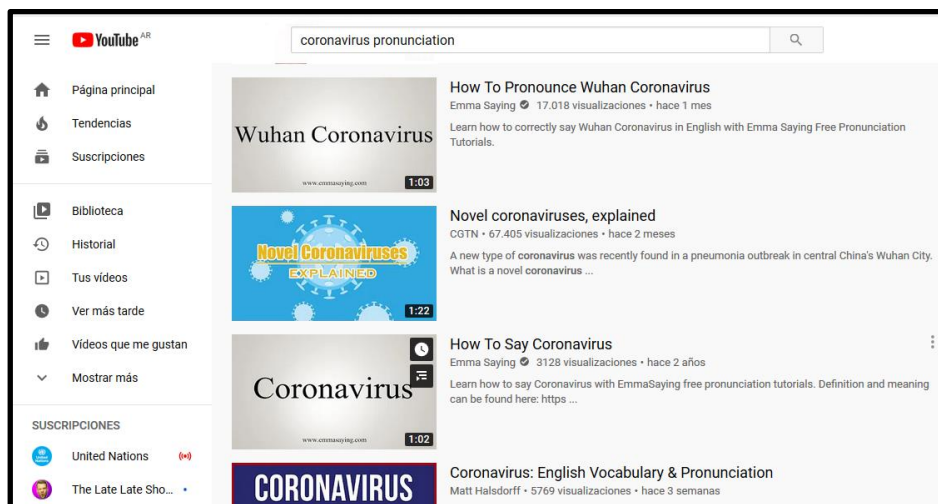 YouTube AR
coronavirus pronunciation
Página principal
Tendencias
Suscripciones
Biblioteca
Historial
Tus vídeos
Ver más tarde
Vídeos que me gustan
Mostrar más
SUSCRIPCIONES
United Nations
The Late Late Sho...
Wuhan Coronavirus
www.emmasaying.com
1:03
How To Pronounce Wuhan Coronavirus
Emma Saying 17.018 visualizaciones • hace 1 mes
Learn how to correctly say Wuhan Coronavirus in English with Emma Saying Free Pronunciation
Tutorials.
Novel Coronaviruses
EXPLAINED
1:22
Novel coronaviruses, explained
CGTN • 67.405 visualizaciones • hace 2 meses
A new type of coronavirus was recently found in a pneumonia outbreak in central China's Wuhan City.
What is a novel coronavirus ...
Coronavirus
www.emmasaying.com
1:02
How To Say Coronavirus
Emma Saying 3128 visualizaciones • hace 2 años
Learn how to say Coronavirus with EmmaSaying free pronunciation tutorials. Definition and meaning
can be found here: https ...
CORONAVIRUS
Coronavirus: English Vocabulary & Pronunciation
Matt Halsdorff • 5769 visualizaciones • hace 3 semanas